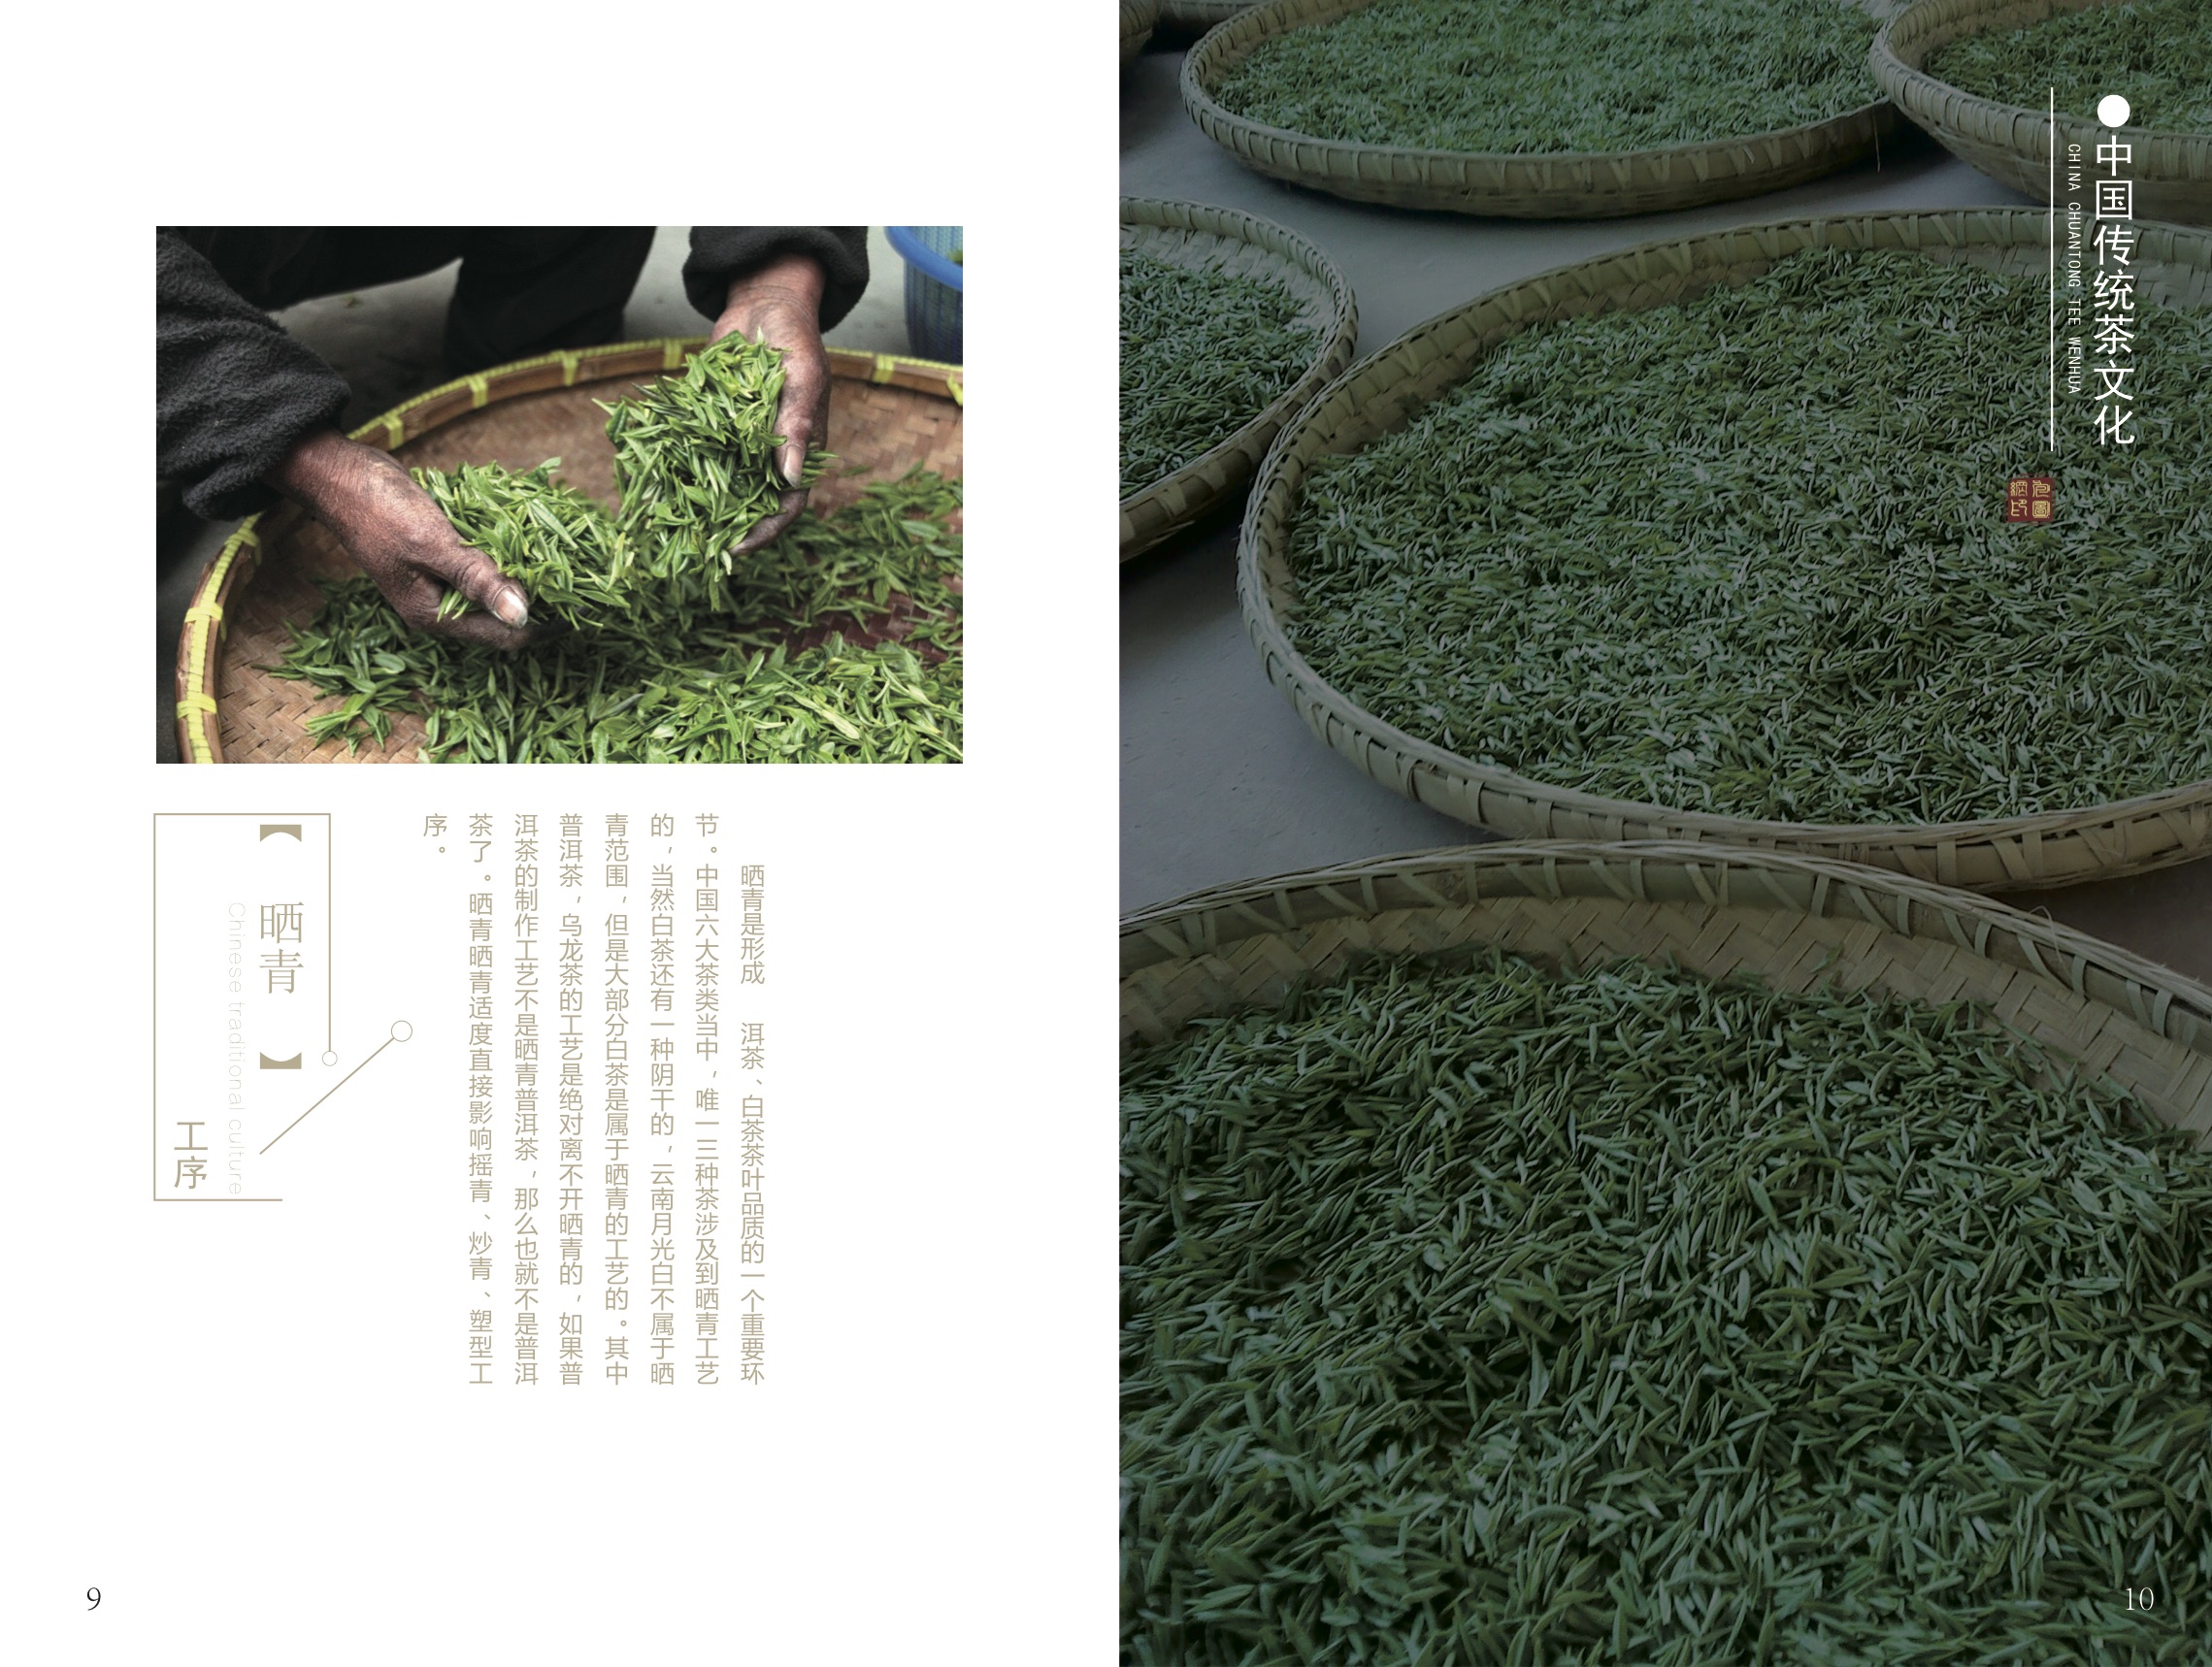 晒青是形成 洱茶、白茶茶叶品质的一个重要环
节。中国六大茶类当中，唯一三种茶涉及到晒青工艺
的，当然白茶还有一种阴干的，云南月光白不属于晒
青范围，但是大部分白茶是属于晒青的工艺的。其中
普洱茶，乌龙茶的工艺是绝对离不开晒青的，如果普
洱茶的制作工艺不是晒青普洱茶，那么也就不是普洱
茶了。晒青晒青适度直接影响摇青、炒青、塑型工
序。
【晒青】
Chinese traditional culture
工序
9
中国传统茶文化
CHINA CHUANTONG TEE WENHUA
包圖
網印
10